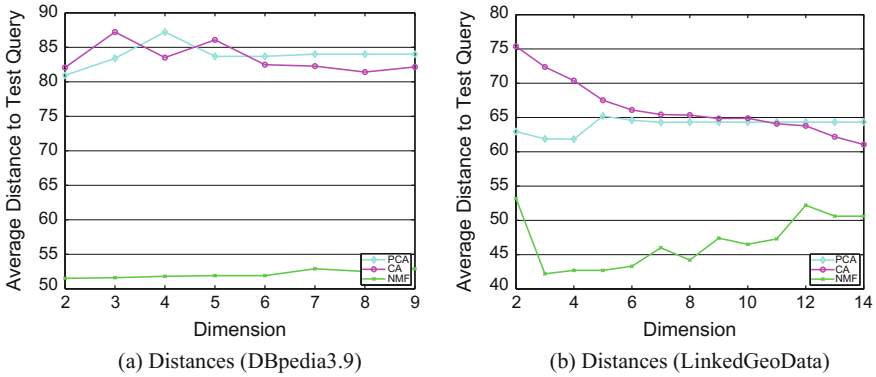 Average Distance to Test Query
90
85
80
75
70
65
60
55
50
2 3 4 5 6 7 8 9
Dimension
PCA
CA
NMF
(a) Distances (DBpedia3.9)
Average Distance to Test Query
80
75
70
65
60
55
50
45
40
2 4 6 8 10 12 14
Dimension
PCA
CA
NMF
(b) Distances (LinkedGeoData)